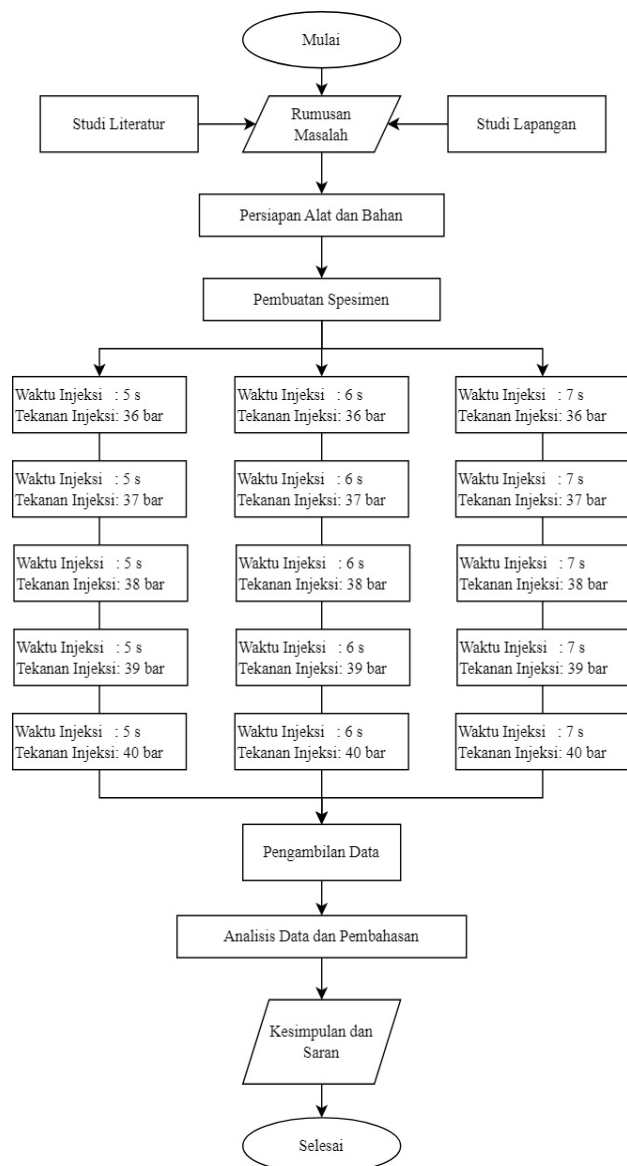 Mulai
Studi Literatur
Rumusan
Masalah
Studi Lapangan
Persiapan Alat dan Bahan
Pembuatan Spesimen
Waktu Injeksi : 5 s
Tekanan Injeksi: 36 bar
Waktu Injeksi : 6 s
Tekanan Injeksi: 36 bar
Waktu Injeksi : 7 s
Tekanan Injeksi: 36 bar
Waktu Injeksi : 5 s
Tekanan Injeksi: 37 bar
Waktu Injeksi : 6 s
Tekanan Injeksi: 37 bar
Waktu Injeksi : 7 s
Tekanan Injeksi: 37 bar
Waktu Injeksi : 5 s
Tekanan Injeksi: 38 bar
Waktu Injeksi : 6 s
Tekanan Injeksi: 38 bar
Waktu Injeksi : 7 s
Tekanan Injeksi: 38 bar
Waktu Injeksi : 5 s
Tekanan Injeksi: 39 bar
Waktu Injeksi : 6 s
Tekanan Injeksi: 39 bar
Waktu Injeksi : 7 s
Tekanan Injeksi: 39 bar
Waktu Injeksi : 5 s
Tekanan Injeksi: 40 bar
Waktu Injeksi : 6 s
Tekanan Injeksi: 40 bar
Waktu Injeksi : 7 s
Tekanan Injeksi: 40 bar
Pengambilan Data
Analisis Data dan Pembahasan
Kesimpulan dan
Saran
Selesai